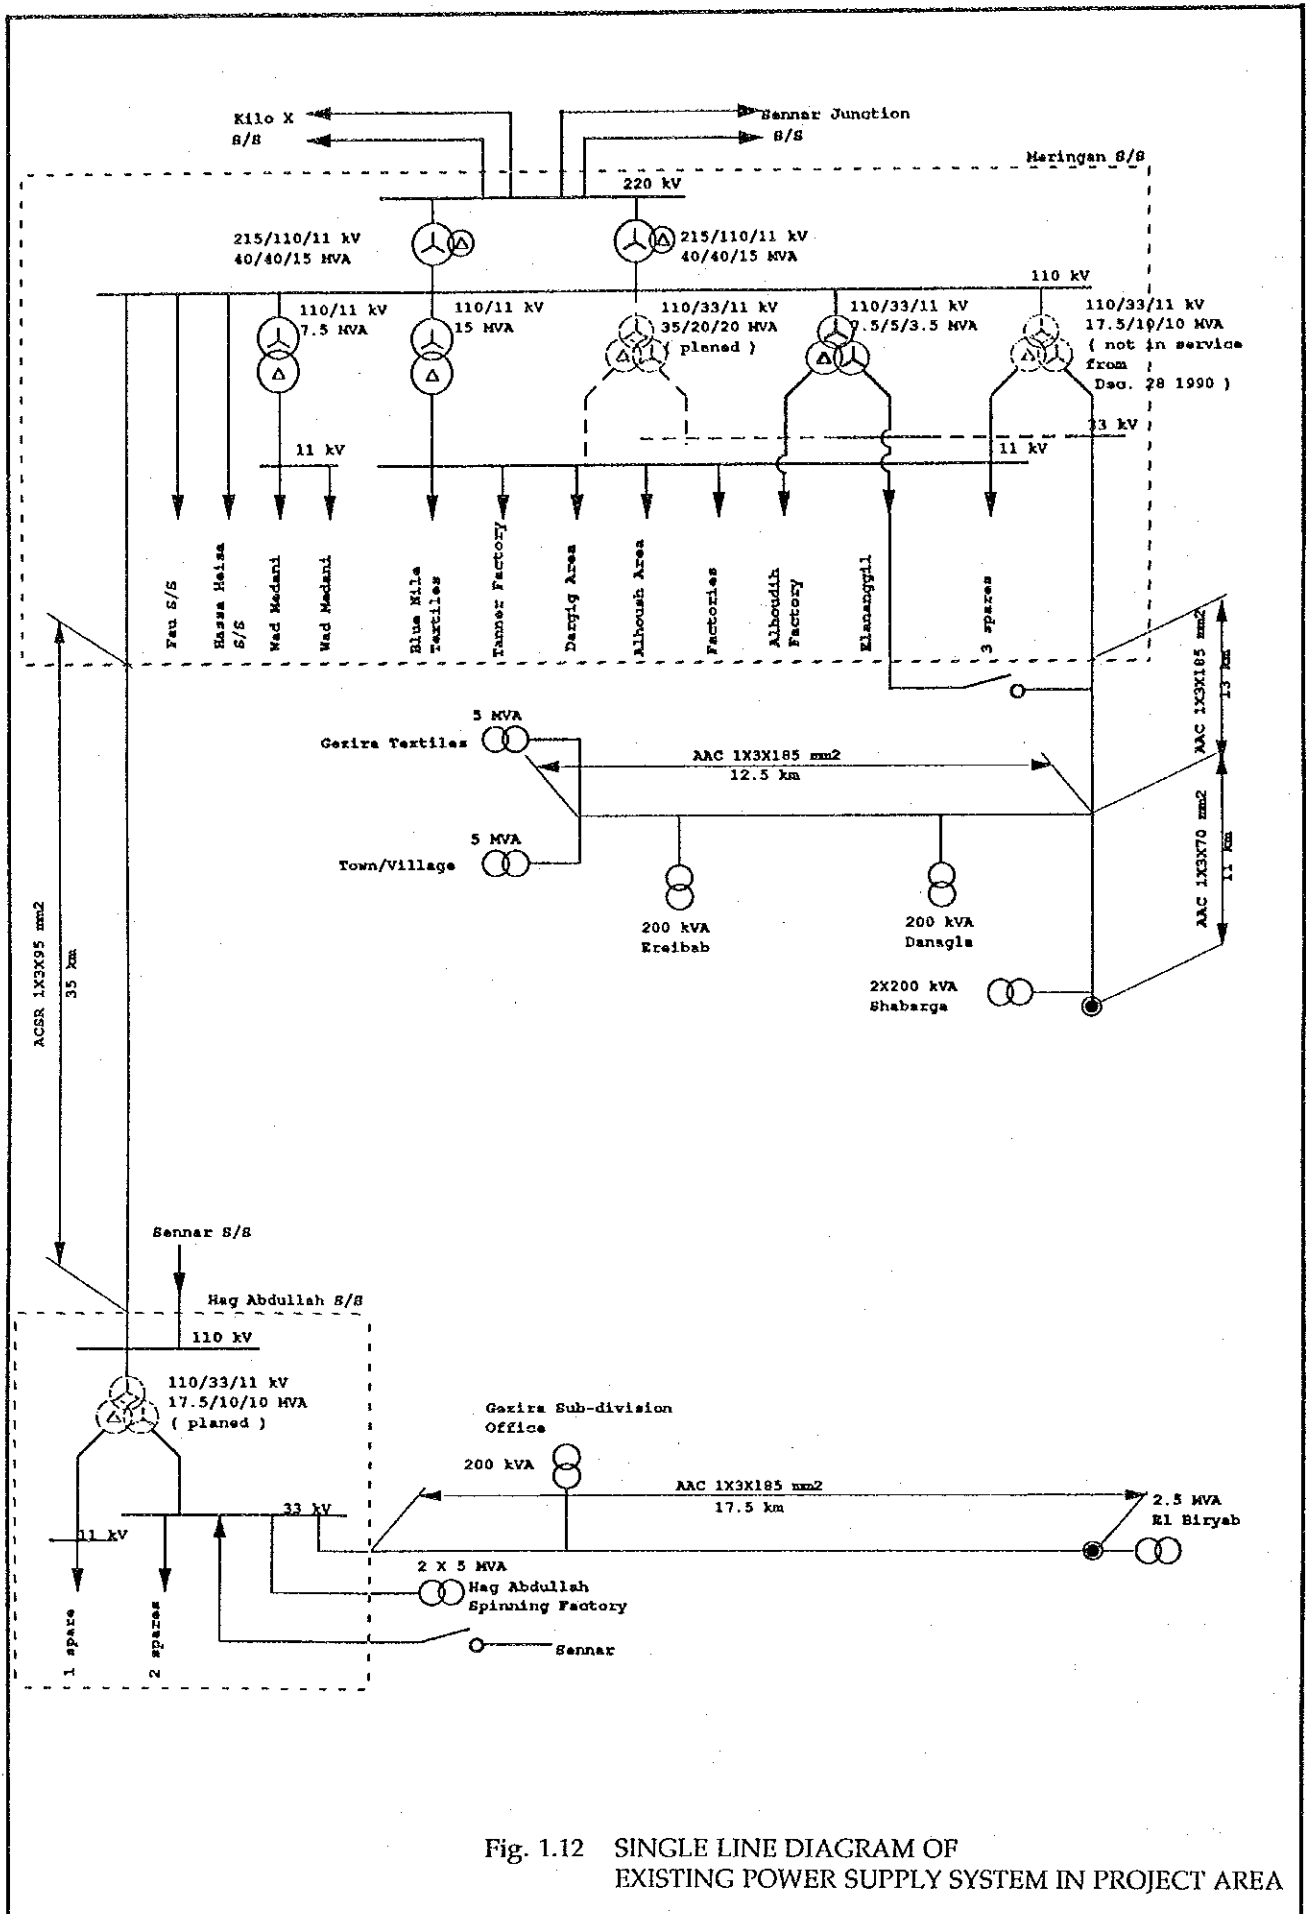 Kilo X
S/S
Sennar Junction
S/S
Maringan S/S
220 kV
215/110/11 kV
40/40/15 MVA
215/110/11 kV
40/40/15 MVA
110 kV
110/11 kV
7.5 MVA
110/11 kV
15 MVA
110/33/11 kV
35/20/20 MVA
( planed )
110/33/11 kV
7.5/5/3.5 MVA
110/33/11 kV
17.5/10/10 MVA
( not in service
from
Dec. 28 1990 )
33 kV
11 kV
11 kV
Fau S/S
Hassa Heisa
S/S
Wad Medani
Wad Medani
Blue Nile
Textiles
Tanner Factory
Dargig Area
Alhoush Area
Factories
Alhoudih
Factory
Elananggil
3 spares
AAC 1X3X185 mm2
13 km
5 MVA
Gezira Textiles
AAC 1X3X185 mm2
12.5 km
AAC 1X3X70 mm2
11 km
5 MVA
Town/Village
200 kVA
Ereibab
200 kVA
Danagla
2X200 kVA
Shabarga
ACSR 1X3X95 mm2
35 km
Sennar S/S
Hag Abdullah S/S
110 kV
110/33/11 kV
17.5/10/10 MVA
( planed )
Gazira Sub-division
Office
200 kVA
AAC 1X3X185 mm2
17.5 km
2.5 MVA
El Biryab
33 kV
11 kV
2 X 5 MVA
Hag Abdullah
Spinning Factory
Sennar
1 spare
2 spares
Fig. 1.12 SINGLE LINE DIAGRAM OF
EXISTING POWER SUPPLY SYSTEM IN PROJECT AREA